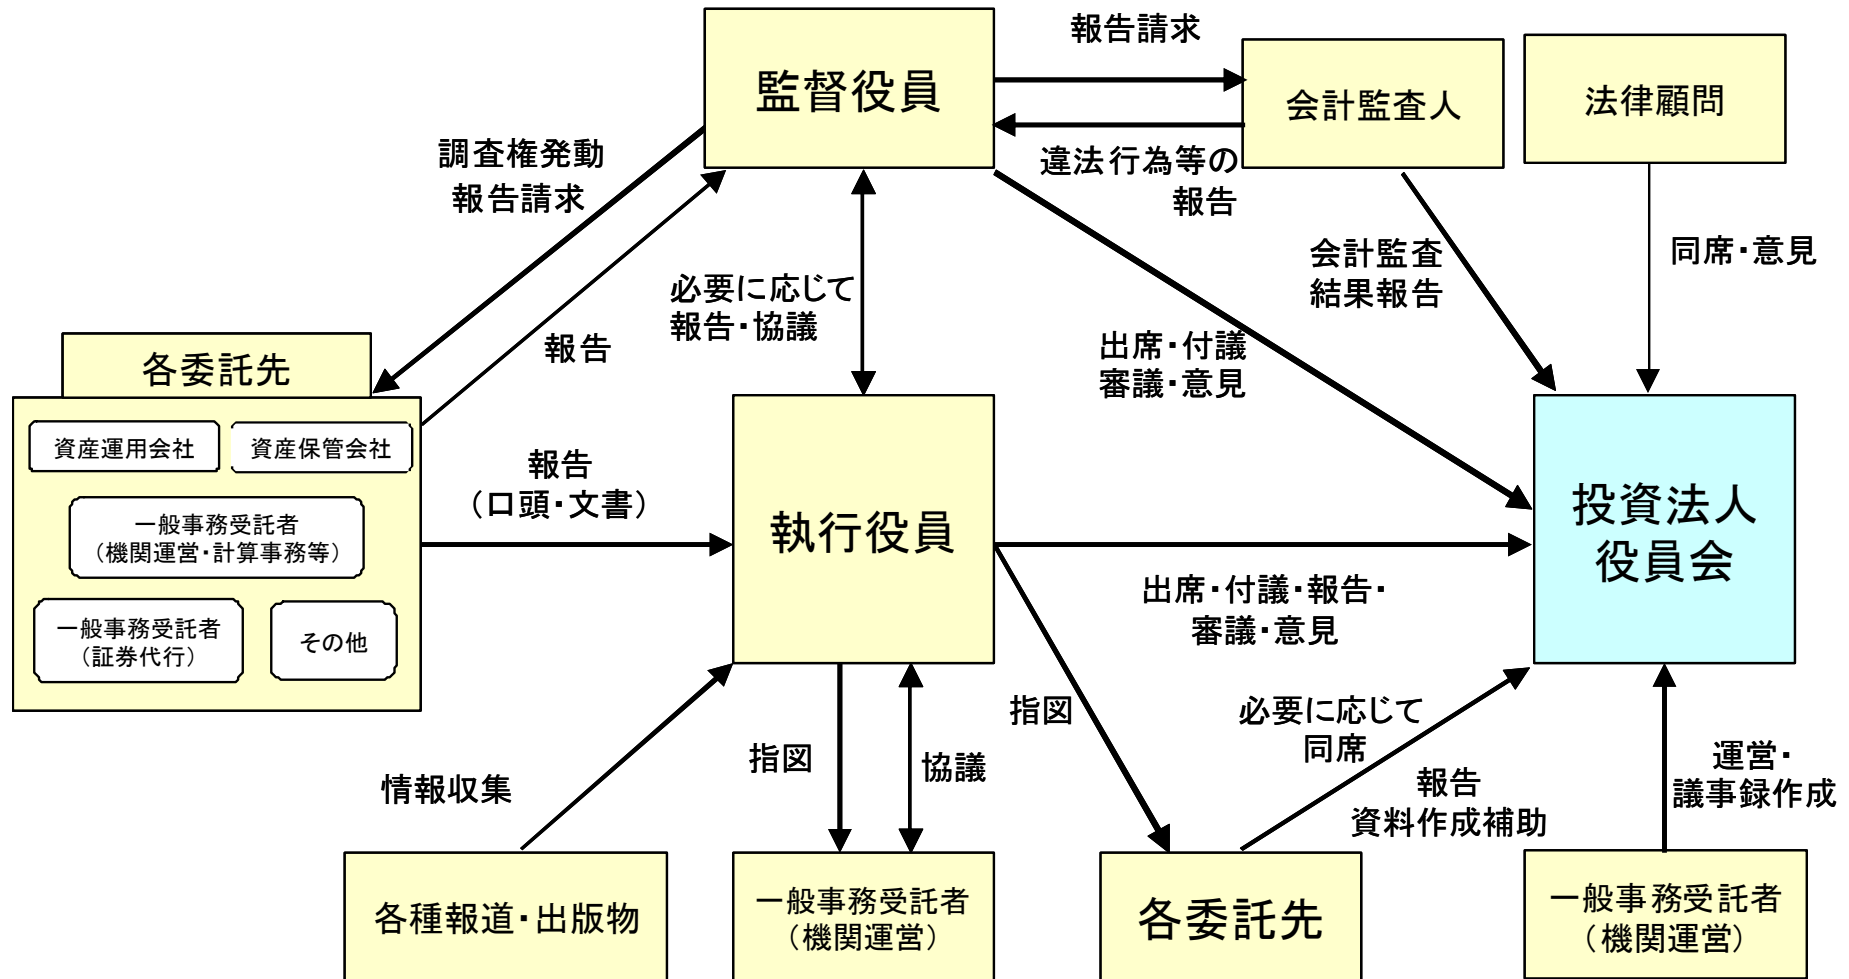 報告請求
監督役員
会計監査人
法律顧問
調査権発動
報告請求
違法行為等の
報告
必要に応じて
報告・協議
報告
会計監査
結果報告
同席・意見
出席・付議
審議・意見
各委託先
資産運用会社
資産保管会社
一般事務受託者
（機関運営・計算事務等）
一般事務受託者
（証券代行）
その他
報告
（口頭・文書）
執行役員
投資法人
役員会
出席・付議・報告・
審議・意見
情報収集
指図
協議
指図
必要に応じて
同席
報告
資料作成補助
運営・
議事録作成
各種報道・出版物
一般事務受託者
（機関運営）
各委託先
一般事務受託者
（機関運営）